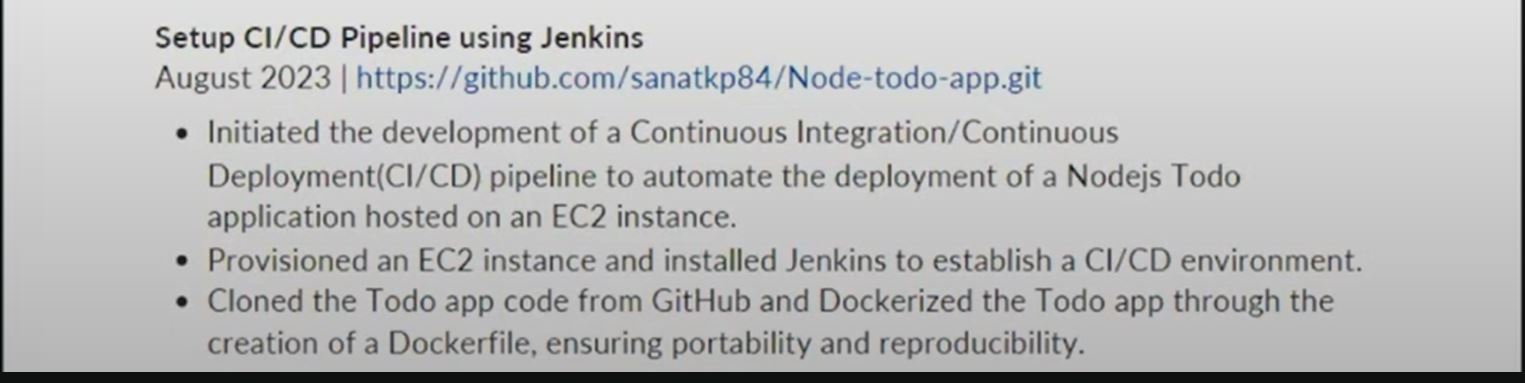 Setup CI/CD Pipeline using Jenkins
August 2023 | https://github.com/sanatkp84/Node-todo-app.git
• Initiated the development of a Continuous Integration/Continuous
Deployment(CI/CD) pipeline to automate the deployment of a Nodejs Todo
application hosted on an EC2 instance.
• Provisioned an EC2 instance and installed Jenkins to establish a CI/CD environment.
• Cloned the Todo app code from GitHub and Dockerized the Todo app through the
creation of a Dockerfile, ensuring portability and reproducibility.